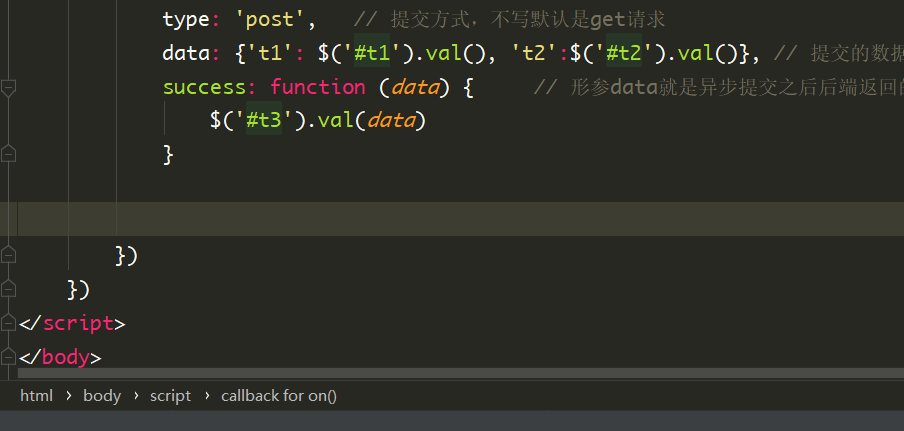 type: 'post',   // 提交方式，不写默认是get请求
data: {'t1': $('#t1').val(), 't2':$('#t2').val()}, // 提交的数据
success: function (data) {     // 形参data就是异步提交之后后端返回的
$('#t3').val(data)
}
})
})
</script>
</body>
html > body > script > callback for on()